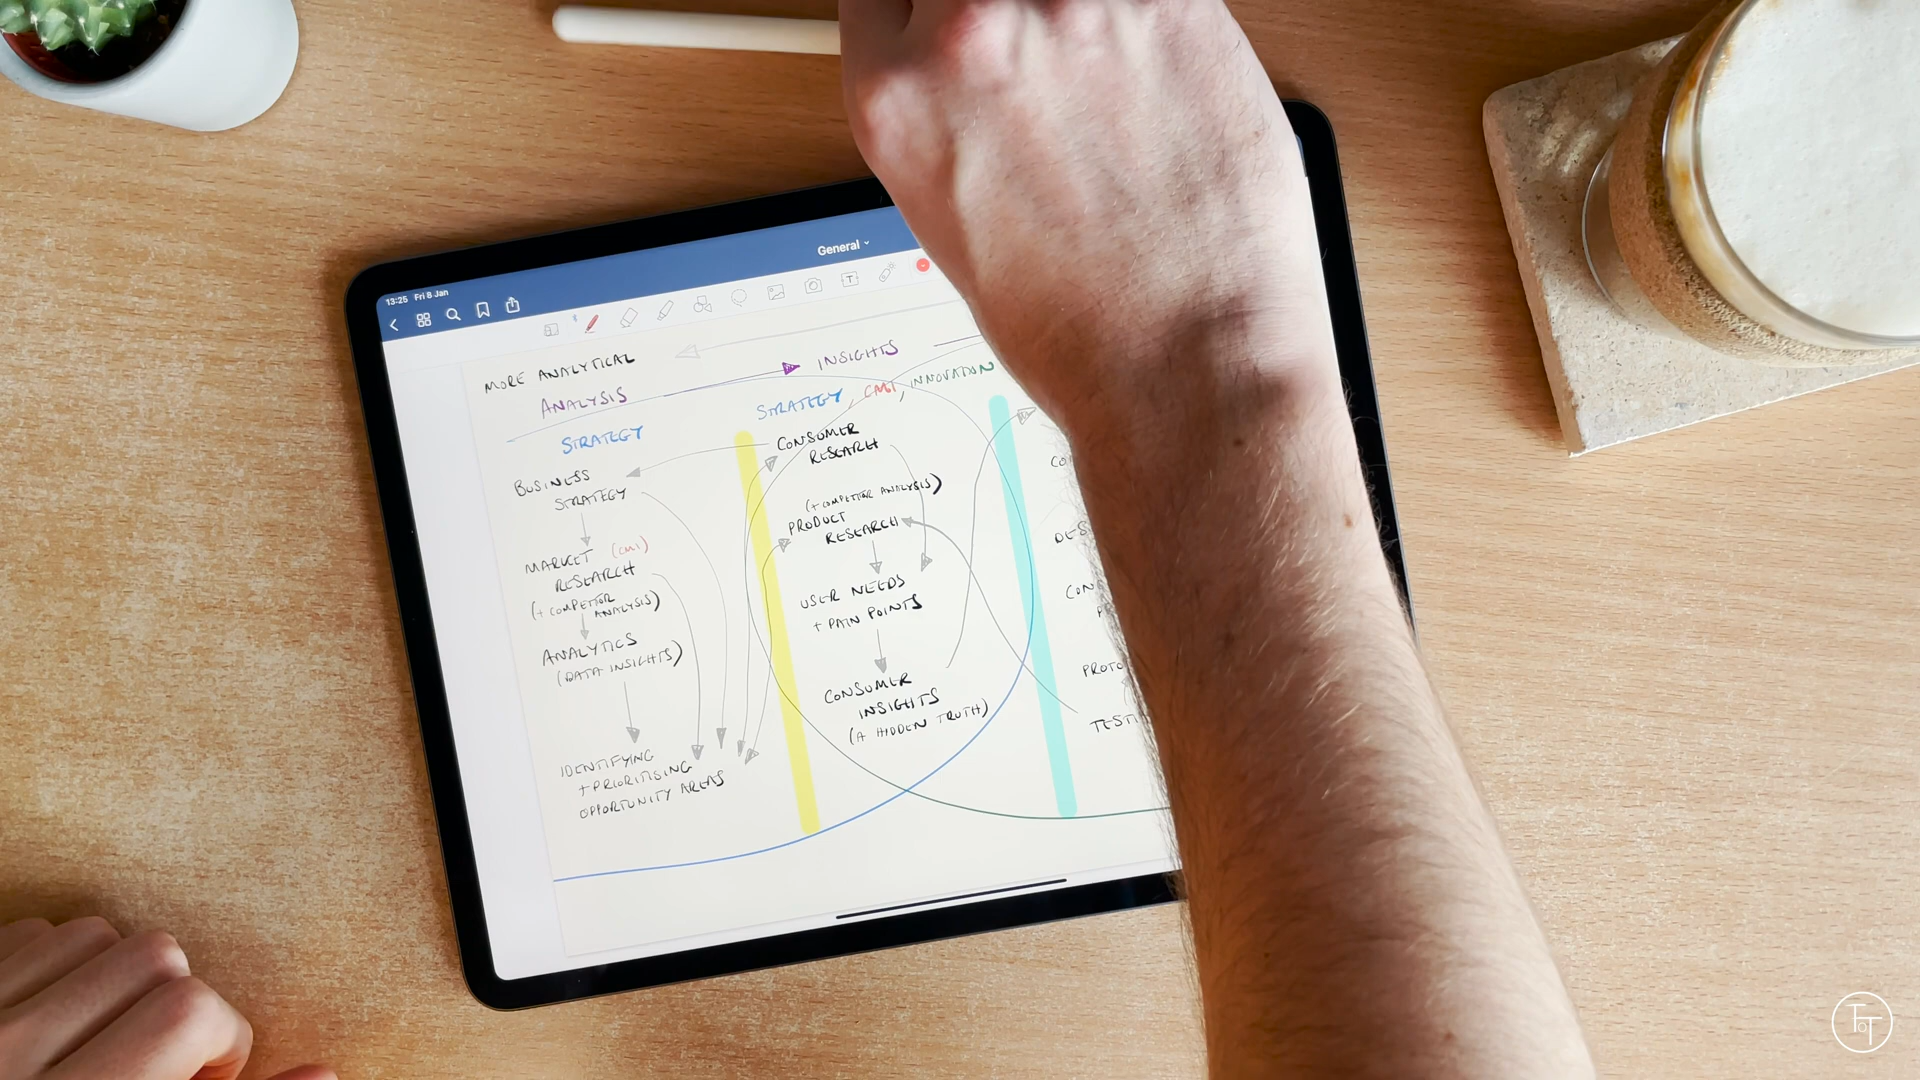 13:25 Fri 8 Jan
General
MORE ANALYTICAL
ANALYSIS
INSIGHTS
STRATEGY
BUSINESS
STRATEGY
MARKET (CMI)
RESEARCH
(+ COMPETITOR
ANALYSIS)
ANALYTICS
(DATA INSIGHTS)
IDENTIFYING
+ PRIORITISING
OPPORTUNITY AREAS
STRATEGY, CMI, INNOVATION
CONSUMER
RESEARCH
(+ COMPETITOR ANALYSIS)
PRODUCT
RESEARCH
USER NEEDS
+ PAIN POINTS
CONSUMER
INSIGHTS
(A HIDDEN TRUTH)